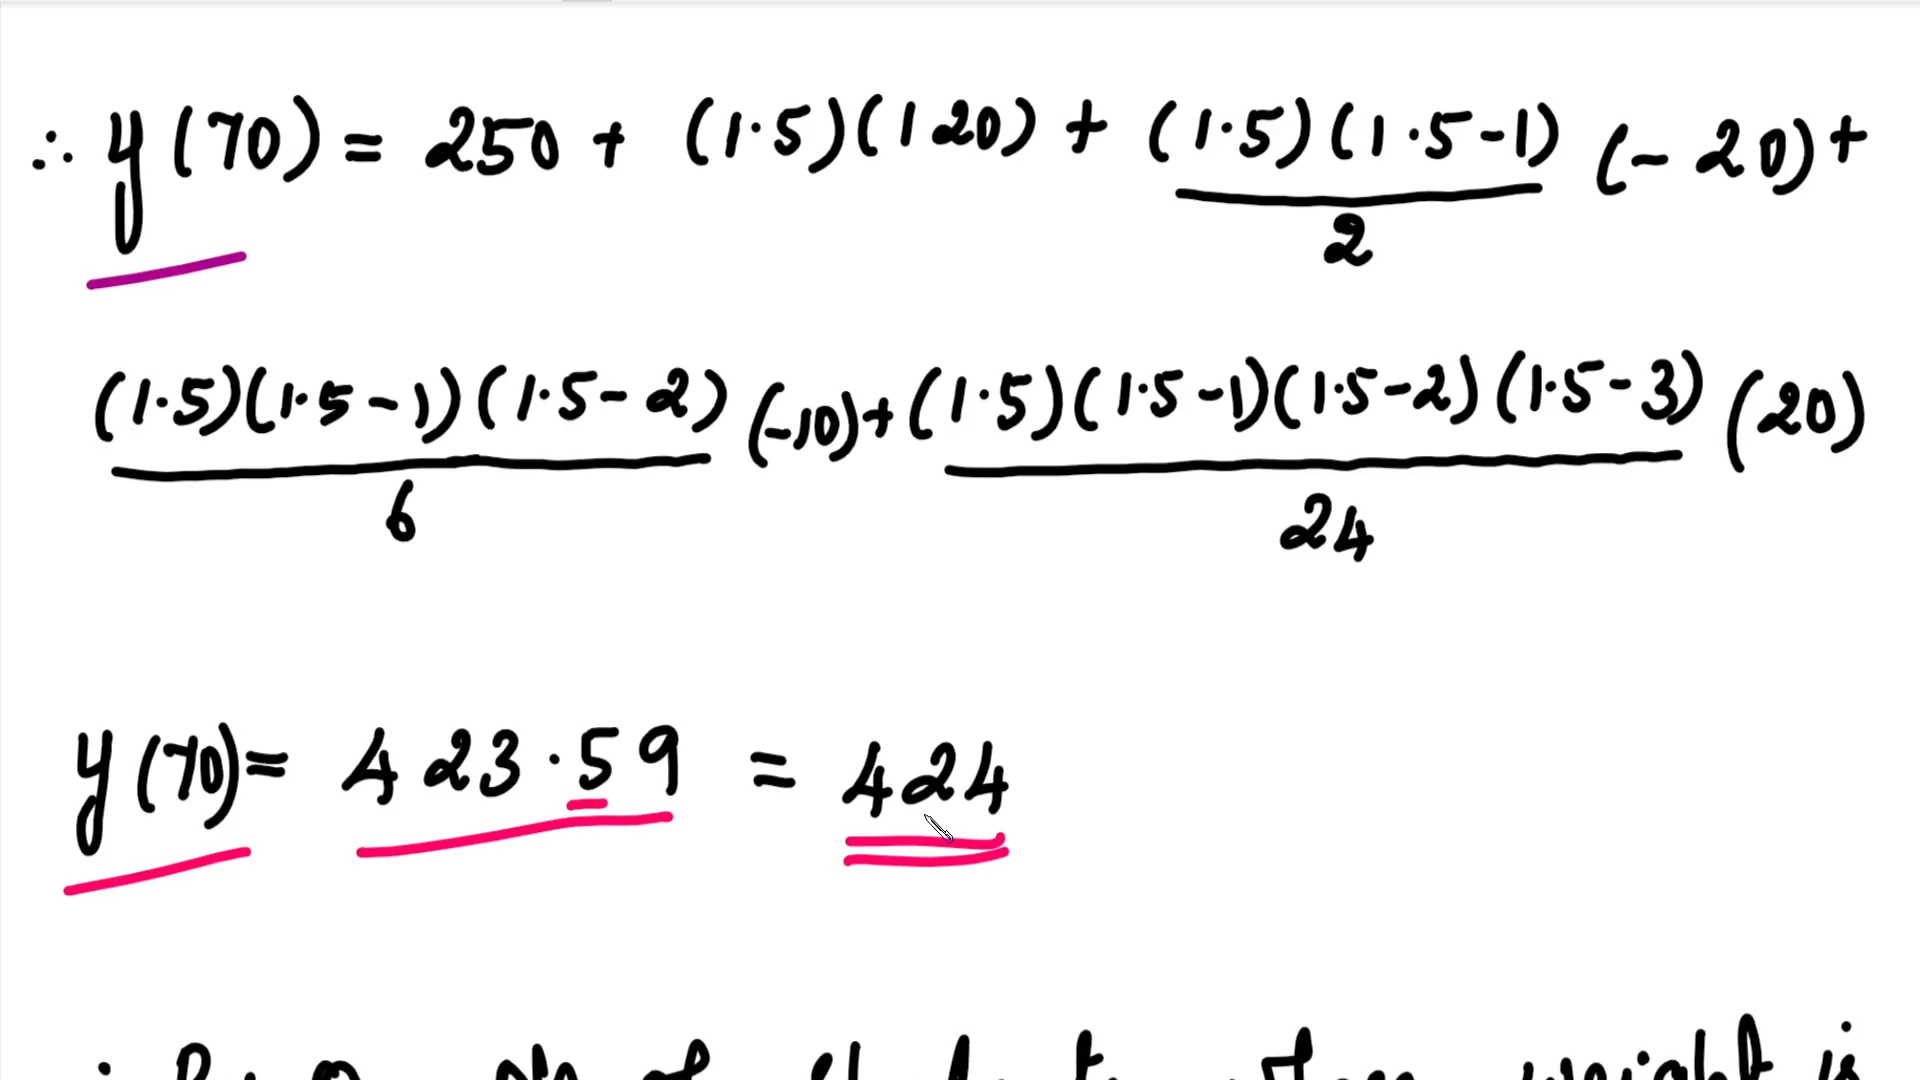 ∴ y(70) = 250 + (1.5)(120) + (1.5)(1.5-1)/2 (-20) +
(1.5)(1.5-1)(1.5-2)/6 (-10) + (1.5)(1.5-1)(1.5-2)(1.5-3)/24 (20)
y(70) = 423.59 = 424
weight is